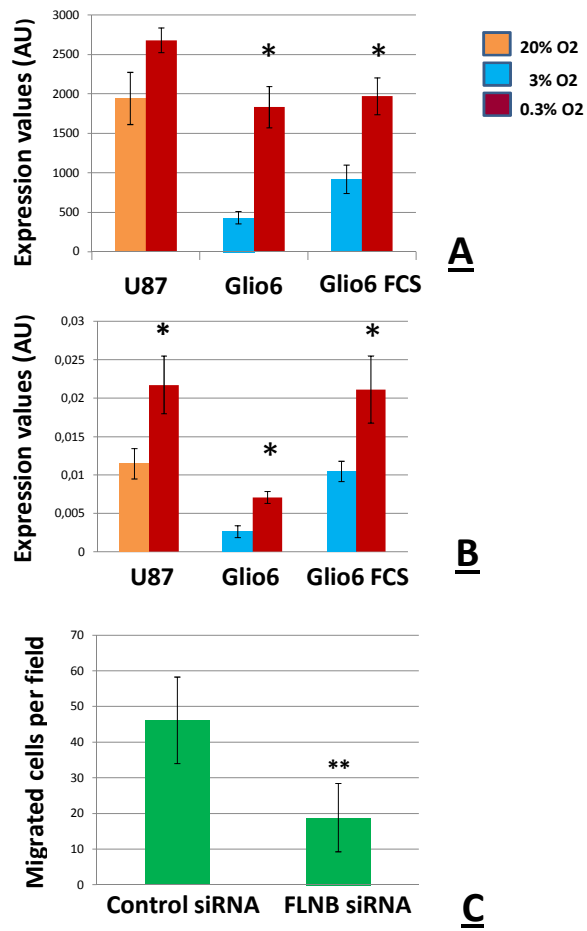 Expression values (AU)
3000
2500
2000
1500
1000
500
0
* *
U87 Glio6 Glio6 FCS
20% O2
3% O2
0.3% O2
A
Expression values (AU)
0,03
0,025
0,02
0,015
0,01
0,005
0
* * *
U87 Glio6 Glio6 FCS
B
Migrated cells per field
70
60
50
40
30
20
10
0
**
Control siRNA FLNB siRNA
C